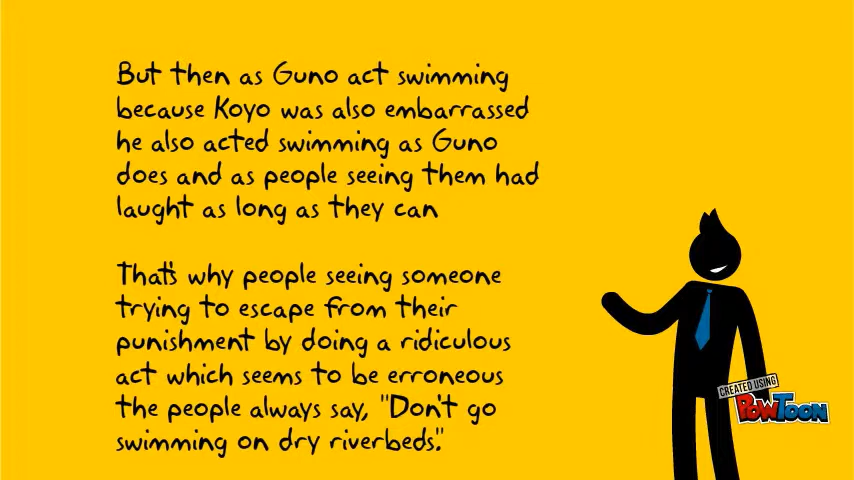 But then as Guno act swimming
because Koyo was also embarrassed
he also acted swimming as Guno
does and as people seeing them had
laught as long as they can
That's why people seeing someone
trying to escape from their
punishment by doing a ridiculous
act which seems to be erroneous
the people always say, "Don't go
swimming on dry riverbeds."
CREATED USING
POWTOON